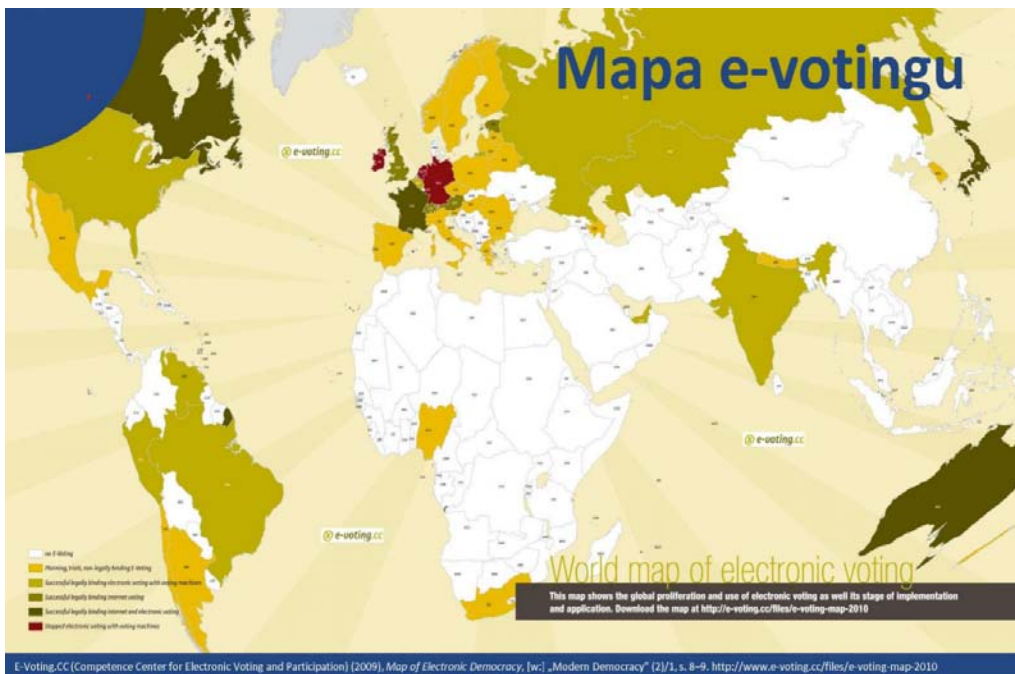 Mapa e-votingu
e-voting.cc
e-voting.cc
e-voting.cc
no E-Voting
Planning, trials, non-legally binding E-Voting
Successful legally binding electronic voting with voting machines
Successful legally binding internet voting
Successful legally binding internet and electronic voting
Stopped electronic voting with voting machines
World map of electronic voting
This map shows the global proliferation and use of electronic voting as well its stage of implementation
and application. Download the map at http://e-voting.cc/files/e-voting-map-2010
E-Voting.CC (Competence Center for Electronic Voting and Participation) (2009), Map of Electronic Democracy, [w:] „Modern Democracy” (2)/1, s. 8–9. http://www.e-voting.cc/files/e-voting-map-2010